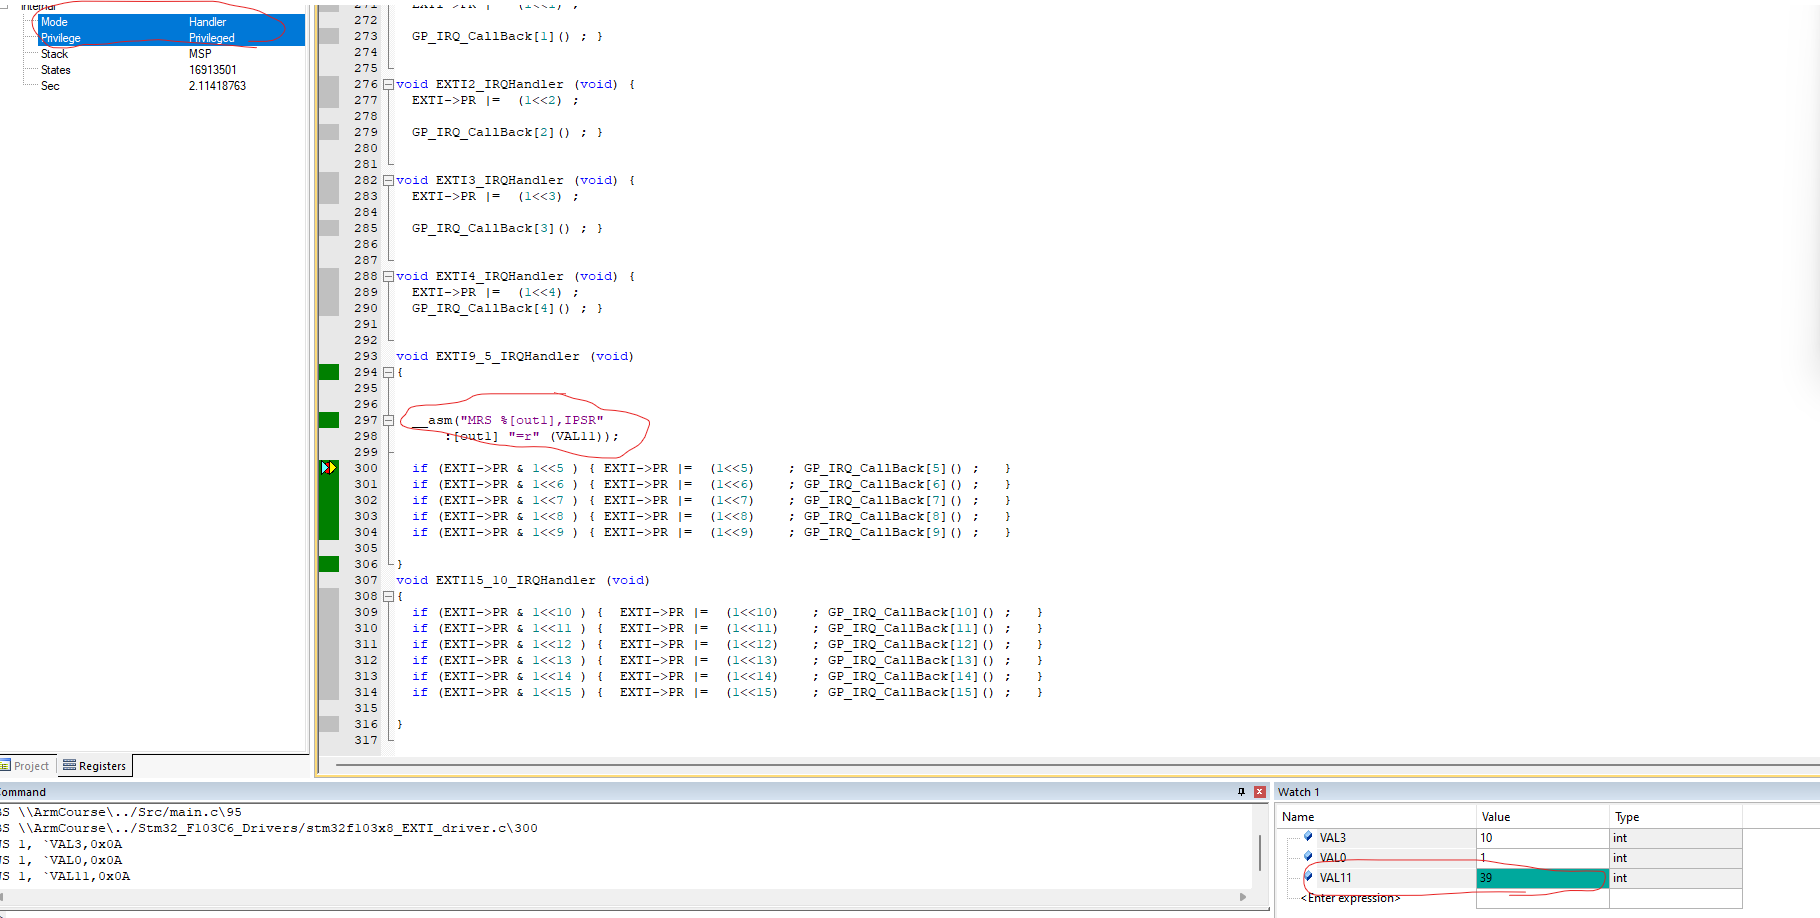 Internal
Mode Handler
Privilege Privileged
Stack MSP
States 16913501
Sec 2.11418763
271 EXTI->PR |= (1<<1) ;
272
273 GP_IRQ_CallBack[1]() ; }
274
275
276 void EXTI2_IRQHandler (void) {
277 EXTI->PR |= (1<<2) ;
278
279 GP_IRQ_CallBack[2]() ; }
280
281
282 void EXTI3_IRQHandler (void) {
283 EXTI->PR |= (1<<3) ;
284
285 GP_IRQ_CallBack[3]() ; }
286
287
288 void EXTI4_IRQHandler (void) {
289 EXTI->PR |= (1<<4) ;
290 GP_IRQ_CallBack[4]() ; }
291
292
293 void EXTI9_5_IRQHandler (void)
294 {
295
296
297 __asm("MRS %[out1],IPSR"
298 :[out1] "=r" (VAL11));
299
300 if (EXTI->PR & 1<<5 ) { EXTI->PR |= (1<<5) ; GP_IRQ_CallBack[5]() ; }
301 if (EXTI->PR & 1<<6 ) { EXTI->PR |= (1<<6) ; GP_IRQ_CallBack[6]() ; }
302 if (EXTI->PR & 1<<7 ) { EXTI->PR |= (1<<7) ; GP_IRQ_CallBack[7]() ; }
303 if (EXTI->PR & 1<<8 ) { EXTI->PR |= (1<<8) ; GP_IRQ_CallBack[8]() ; }
304 if (EXTI->PR & 1<<9 ) { EXTI->PR |= (1<<9) ; GP_IRQ_CallBack[9]() ; }
305
306 }
307 void EXTI15_10_IRQHandler (void)
308 {
309 if (EXTI->PR & 1<<10 ) { EXTI->PR |= (1<<10) ; GP_IRQ_CallBack[10]() ; }
310 if (EXTI->PR & 1<<11 ) { EXTI->PR |= (1<<11) ; GP_IRQ_CallBack[11]() ; }
311 if (EXTI->PR & 1<<12 ) { EXTI->PR |= (1<<12) ; GP_IRQ_CallBack[12]() ; }
312 if (EXTI->PR & 1<<13 ) { EXTI->PR |= (1<<13) ; GP_IRQ_CallBack[13]() ; }
313 if (EXTI->PR & 1<<14 ) { EXTI->PR |= (1<<14) ; GP_IRQ_CallBack[14]() ; }
314 if (EXTI->PR & 1<<15 ) { EXTI->PR |= (1<<15) ; GP_IRQ_CallBack[15]() ; }
315
316 }
317
Project Registers
ommand
BS \\ArmCourse\../Src/main.c\95
BS \\ArmCourse\../Stm32_F103C6_Drivers/stm32f103x8_EXTI_driver.c\300
WS 1, `VAL3,0x0A
WS 1, `VAL0,0x0A
WS 1, `VAL11,0x0A
Watch 1
Name Value Type
VAL3 10 int
VAL0 1 int
VAL11 39 int
<Enter expression>